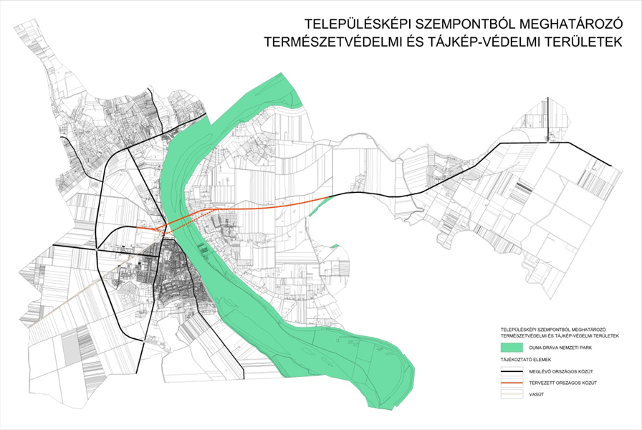 TELEPÜLÉSKÉPI SZEMPONTBÓL MEGHATÁROZÓ
TERMÉSZETVÉDELMI ÉS TÁJKÉP-VÉDELMI TERÜLETEK
TELEPÜLÉSKÉPI SZEMPONTBÓL MEGHATÁROZÓ
TERMÉSZETVÉDELMI ÉS TÁJKÉP-VÉDELMI TERÜLETEK
DUNA-DRÁVA NEMZETI PARK
TÁJÉKOZTATÓ ELEMEK
MEGLÉVŐ ORSZÁGOS KÖZÚT
TERVEZETT ORSZÁGOS KÖZÚT
VASÚT